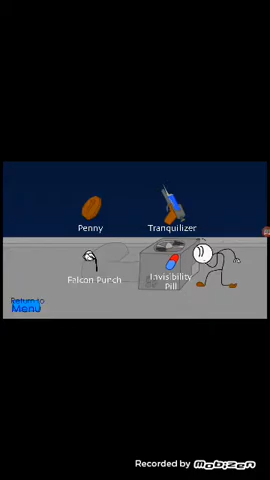 Penny
Tranquilizer
Falcon Punch
Invisibility
Pill
Return to
Menu
Recorded by mobizen